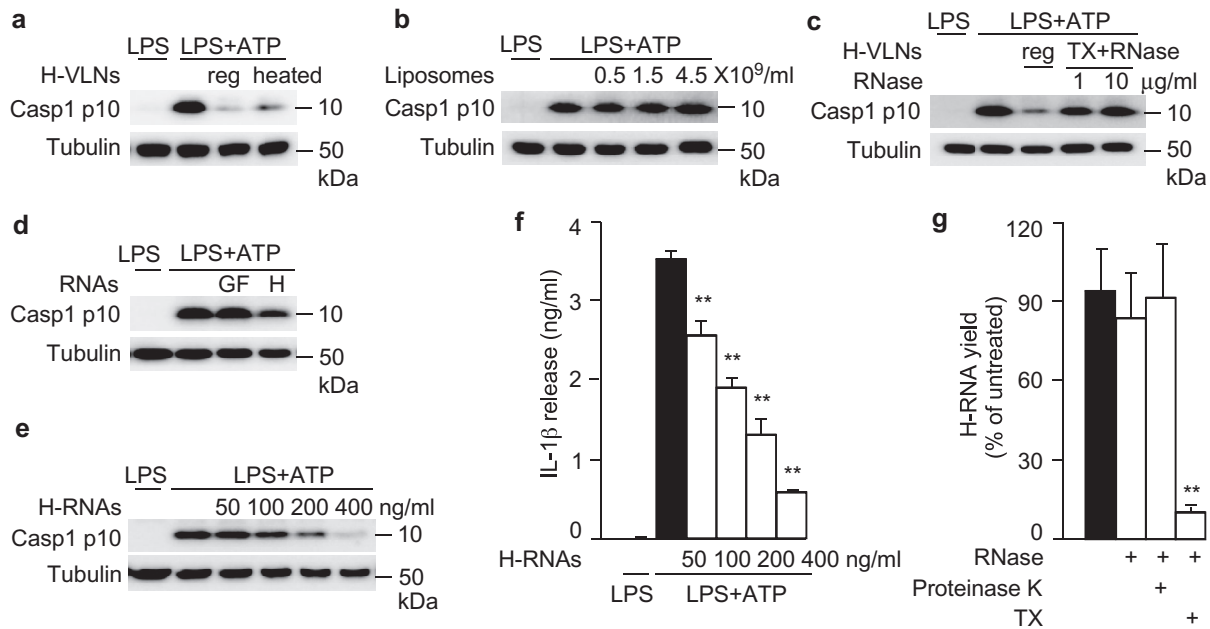 a
LPS LPS+ATP
H-VLNs reg heated
Casp1 p10 10
Tubulin 50
kDa
b
LPS LPS+ATP
Liposomes 0.5 1.5 4.5 X10⁹/ml
Casp1 p10 10
Tubulin 50
kDa
c
LPS LPS+ATP
H-VLNs reg TX+RNase
RNase 1 10 μg/ml
Casp1 p10 10
Tubulin 50
kDa
d
LPS LPS+ATP
RNAs GF H
Casp1 p10 10
Tubulin 50
kDa
e
LPS LPS+ATP
H-RNAs 50 100 200 400 ng/ml
Casp1 p10 10
Tubulin 50
kDa
f
IL-1β release (ng/ml)
4
3
2
1
0
**
**
**
**
H-RNAs 50 100 200 400 ng/ml
LPS LPS+ATP
g
H-RNA yield
(% of untreated)
120
90
60
30
0
**
RNase + + +
Proteinase K +
TX +